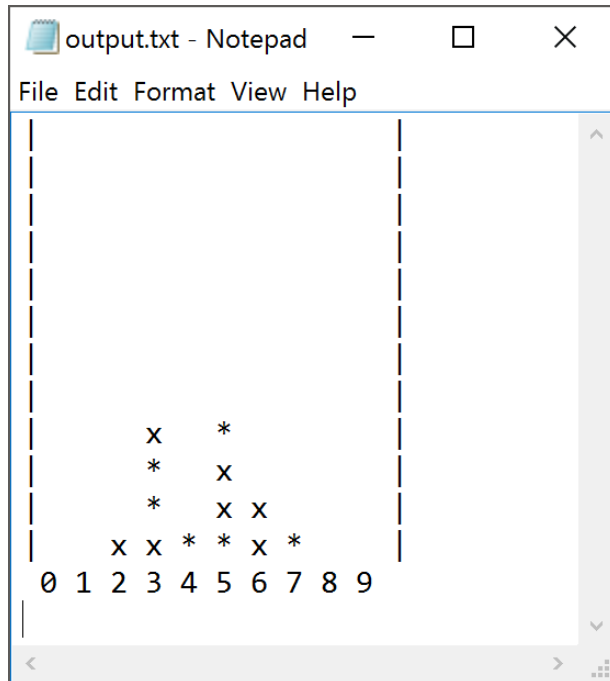 output.txt - Notepad
File Edit Format View Help
|                    |
|                    |
|                    |
|                    |
|                    |
|                    |
|                    |
|                    |
|      x   *         |
|      *   x         |
|      *   x x       |
|    x x * * x *     |
 0 1 2 3 4 5 6 7 8 9